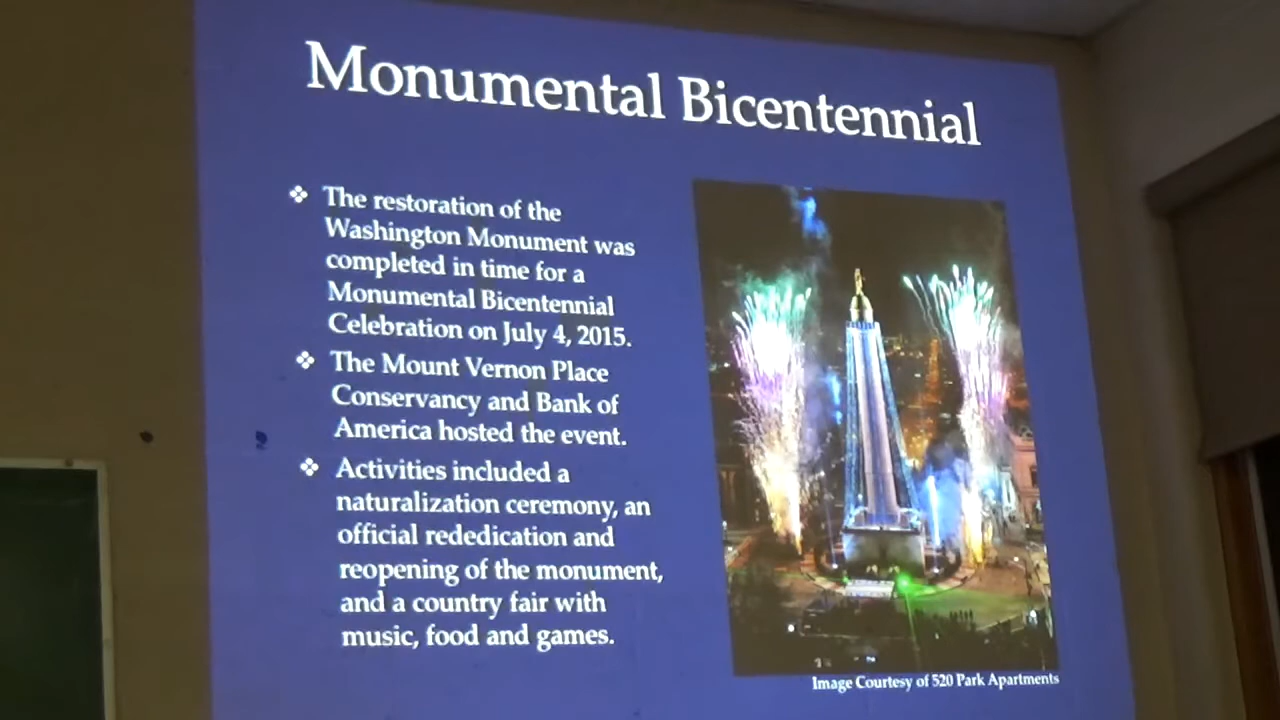 Monumental Bicentennial
❖ The restoration of the
Washington Monument was
completed in time for a
Monumental Bicentennial
Celebration on July 4, 2015.
❖ The Mount Vernon Place
Conservancy and Bank of
America hosted the event.
❖ Activities included a
naturalization ceremony, an
official rededication and
reopening of the monument,
and a country fair with
music, food and games.
Image Courtesy of 520 Park Apartments